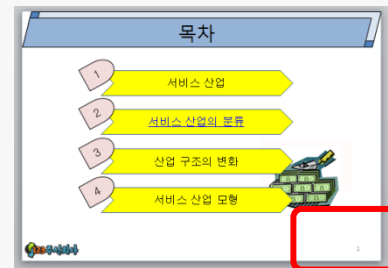 목차
1
서비스 산업
2
서비스 산업의 분류
3
산업 구조의 변화
4
서비스 산업 모형
2